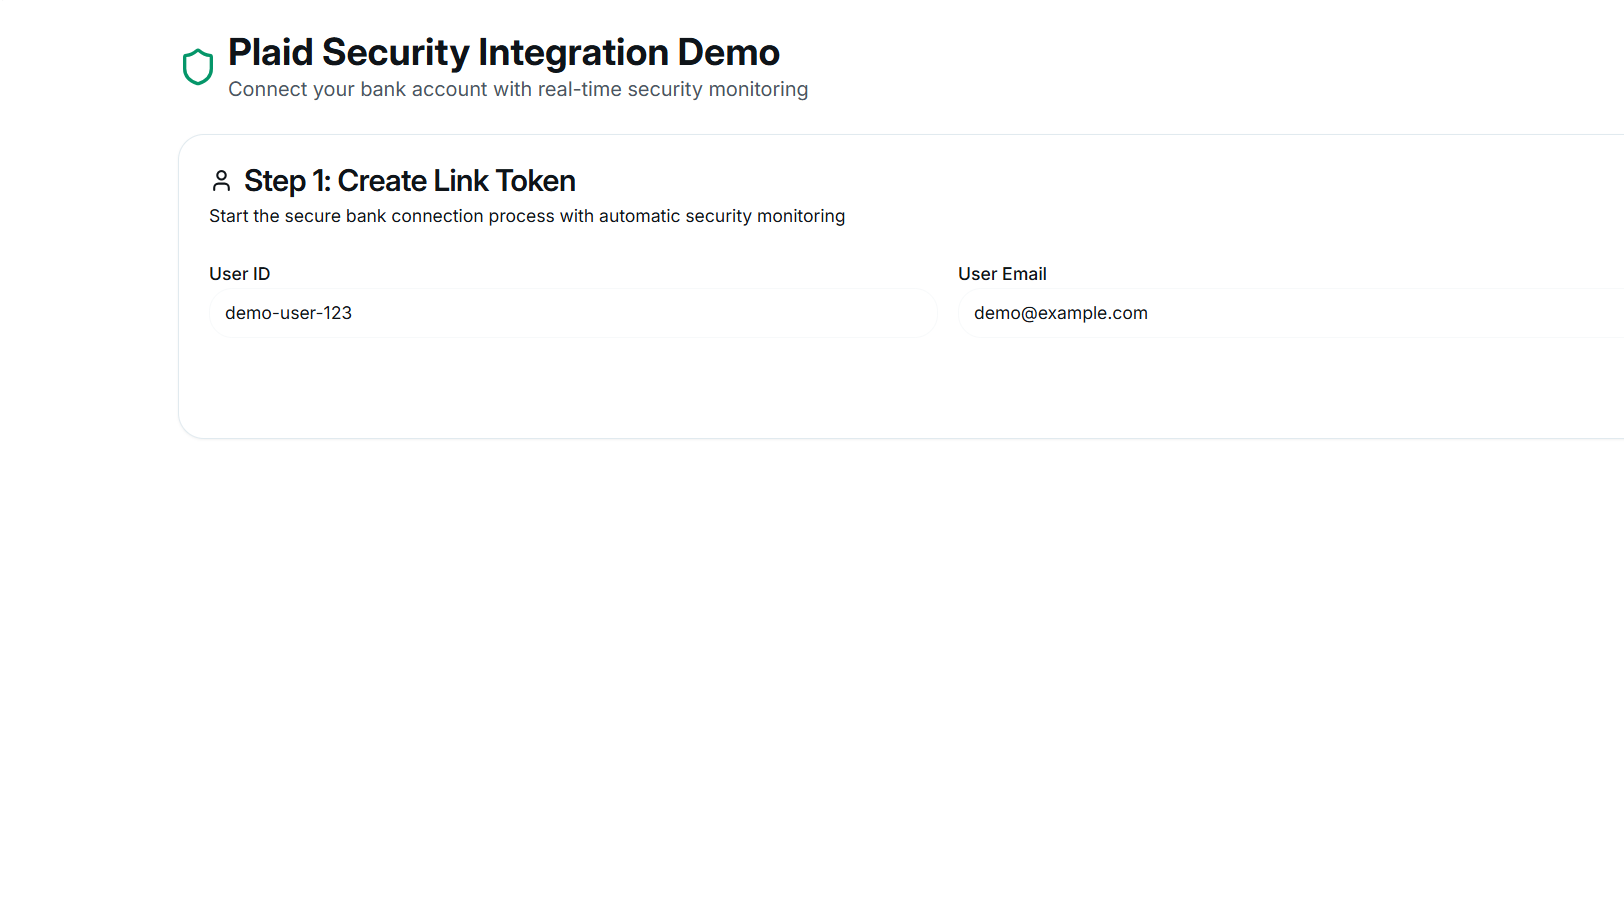 Plaid Security Integration Demo
Connect your bank account with real-time security monitoring
Step 1: Create Link Token
Start the secure bank connection process with automatic security monitoring
User ID
User Email
demo-user-123
demo@example.com